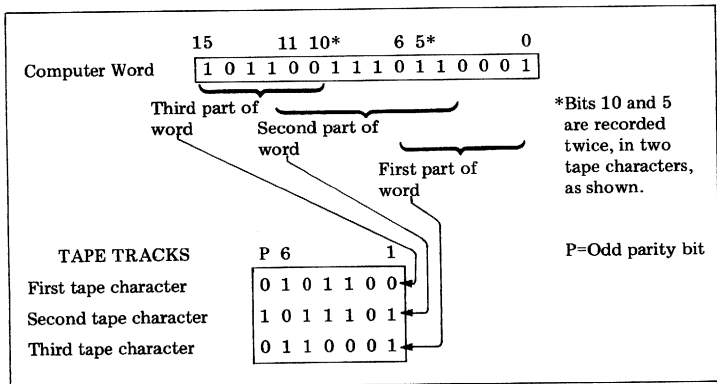 15 11 10* 6 5* 0
Computer Word 1 0 1 1 0 0 1 1 1 0 1 1 0 0 0 1
Third part of
word
Second part of
word
First part of
word
*Bits 10 and 5
are recorded
twice, in two
tape characters,
as shown.
TAPE TRACKS P 6 1
P=Odd parity bit
First tape character 0 1 0 1 1 0 0
Second tape character 1 0 1 1 1 0 1
Third tape character 0 1 1 0 0 0 1